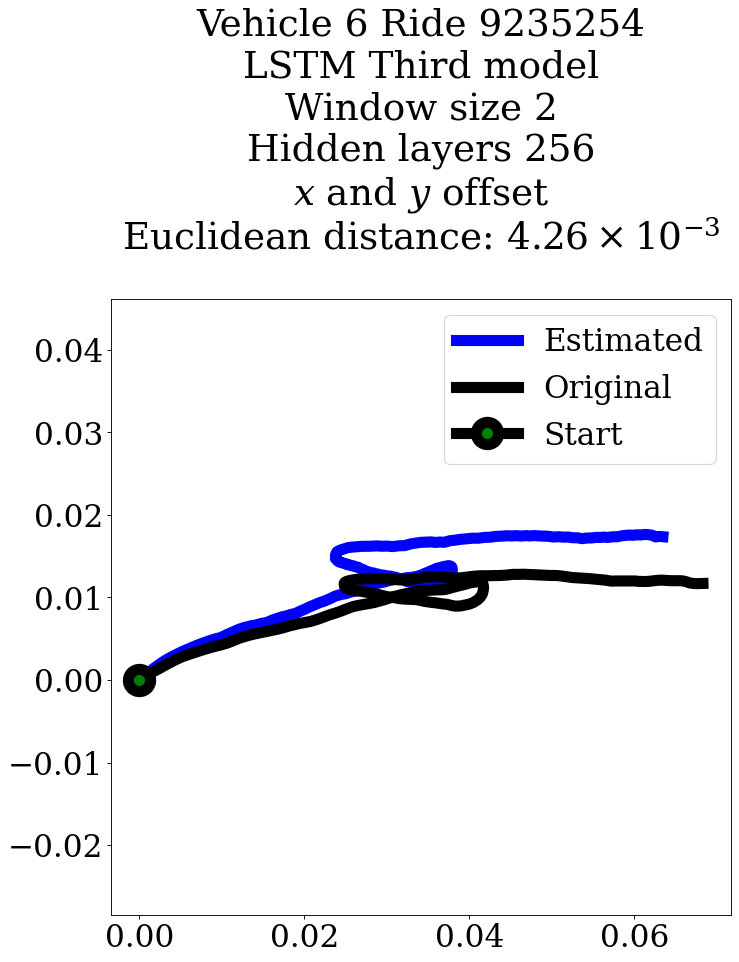 Vehicle 6 Ride 9235254
LSTM Third model
Window size 2
Hidden layers 256
x and y offset
Euclidean distance: 4.26 × 10⁻³
Estimated
Original
Start
0.04
0.03
0.02
0.01
0.00
−0.01
−0.02
0.00 0.02 0.04 0.06